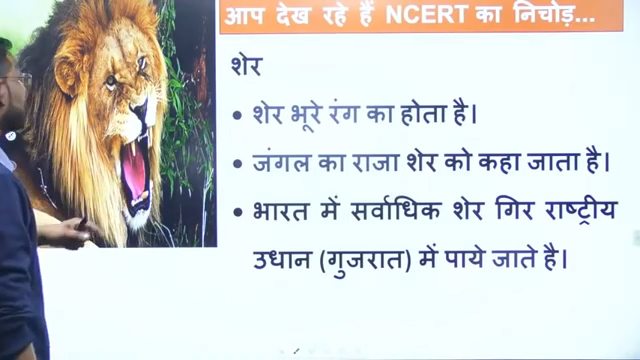 आप देख रहे हैं NCERT का निचोड़...
शेर
• शेर भूरे रंग का होता है।
• जंगल का राजा शेर को कहा जाता है।
• भारत में सर्वाधिक शेर गिर राष्ट्रीय
उधान (गुजरात) में पाये जाते है।